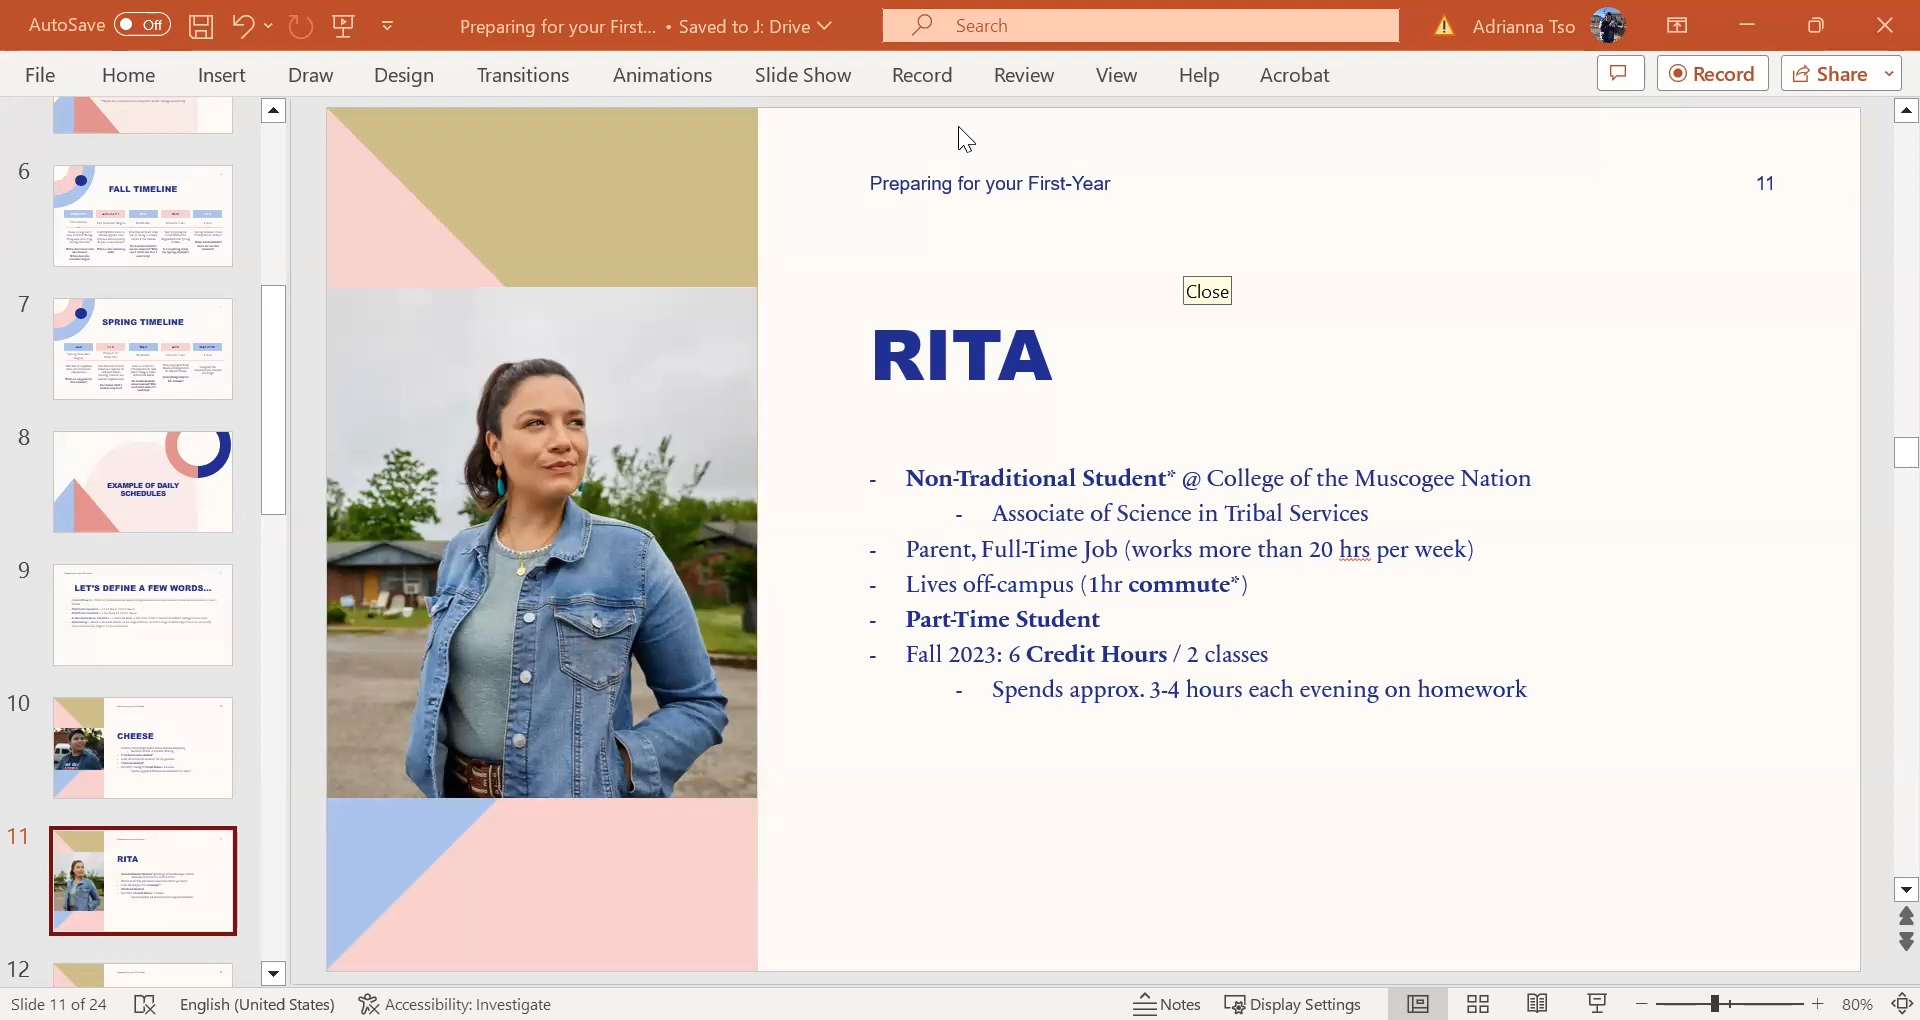 AutoSave Off Preparing for your First... • Saved to J: Drive Search Adrianna Tso
File Home Insert Draw Design Transitions Animations Slide Show Record Review View Help Acrobat Record Share
6
FALL TIMELINE
7
SPRING TIMELINE
8
EXAMPLE OF DAILY
SCHEDULES
9
LET'S DEFINE A FEW WORDS...
10
CHEESE
11
RITA
12
Preparing for your First-Year 11
Close
RITA
- Non-Traditional Student* @ College of the Muscogee Nation
- Associate of Science in Tribal Services
- Parent, Full-Time Job (works more than 20 hrs per week)
- Lives off-campus (1hr commute*)
- Part-Time Student
- Fall 2023: 6 Credit Hours / 2 classes
- Spends approx. 3-4 hours each evening on homework
Slide 11 of 24 English (United States) Accessibility: Investigate Notes Display Settings 80%